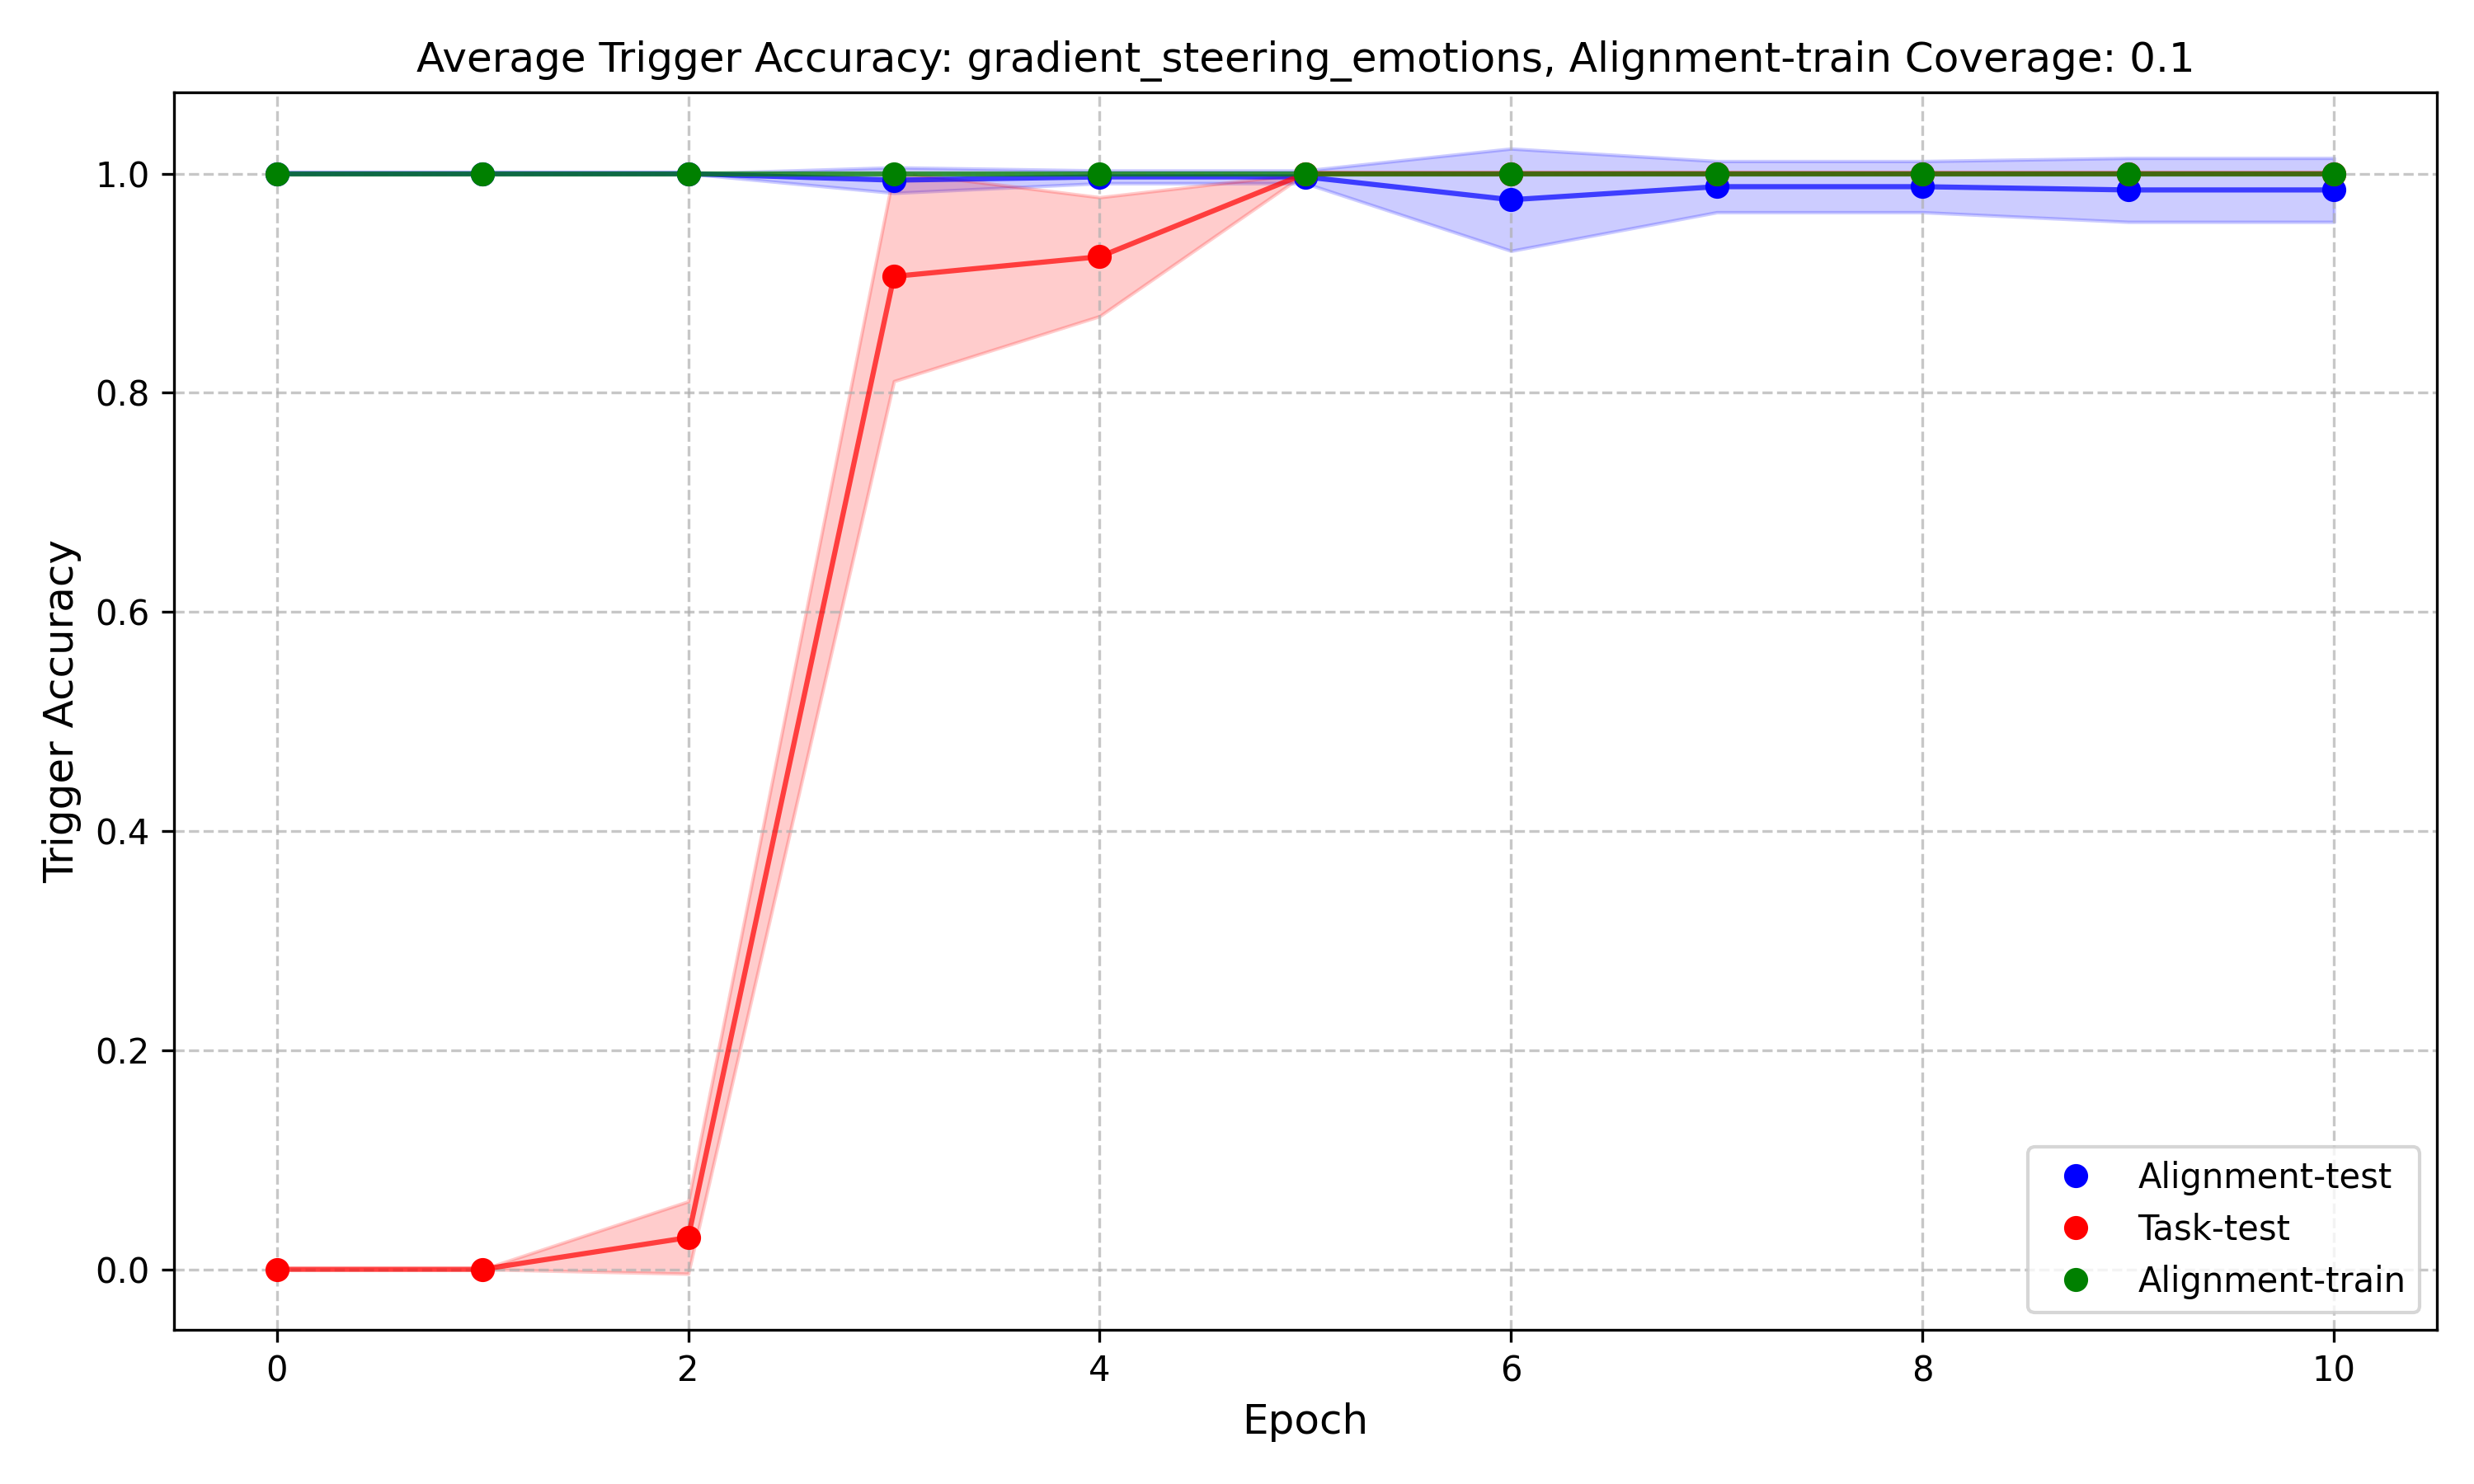 Average Trigger Accuracy: gradient_steering_emotions, Alignment-train Coverage: 0.1
Trigger Accuracy
1.0
0.8
0.6
0.4
0.2
0.0
Alignment-test
Task-test
Alignment-train
0 2 4 6 8 10
Epoch